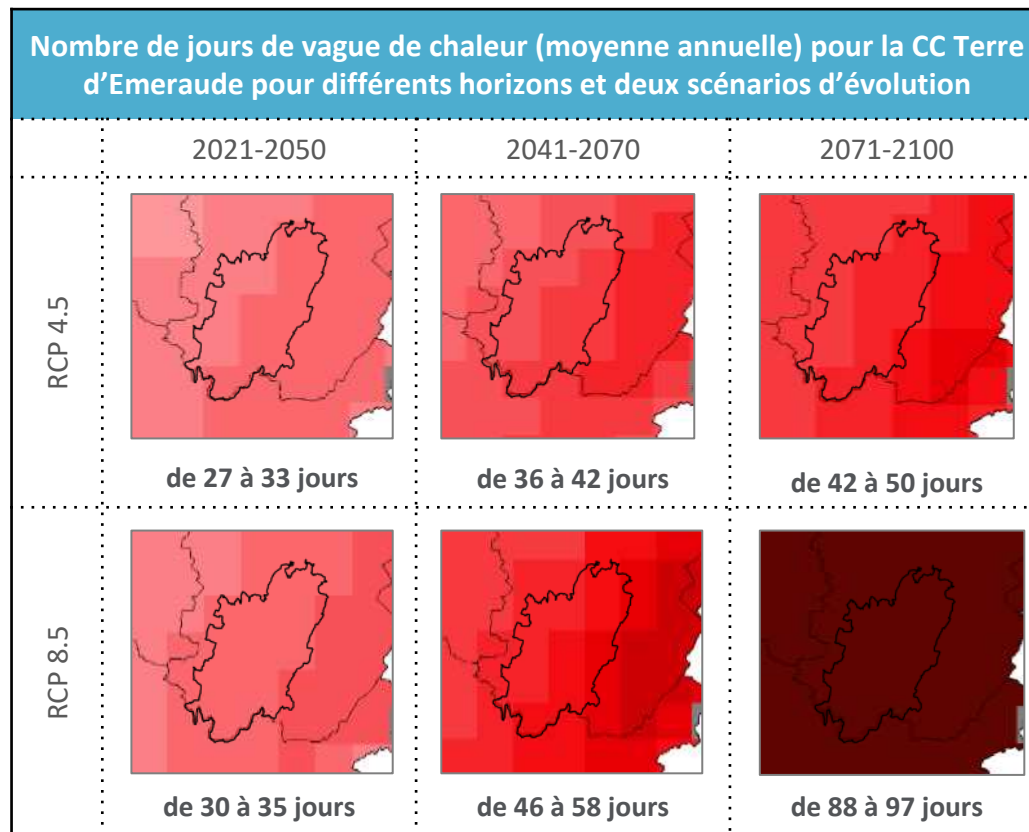 Nombre de jours de vague de chaleur (moyenne annuelle) pour la CC Terre
d’Emeraude pour différents horizons et deux scénarios d’évolution
2021-2050 2041-2070 2071-2100
RCP 4.5
de 27 à 33 jours de 36 à 42 jours de 42 à 50 jours
RCP 8.5
de 30 à 35 jours de 46 à 58 jours de 88 à 97 jours